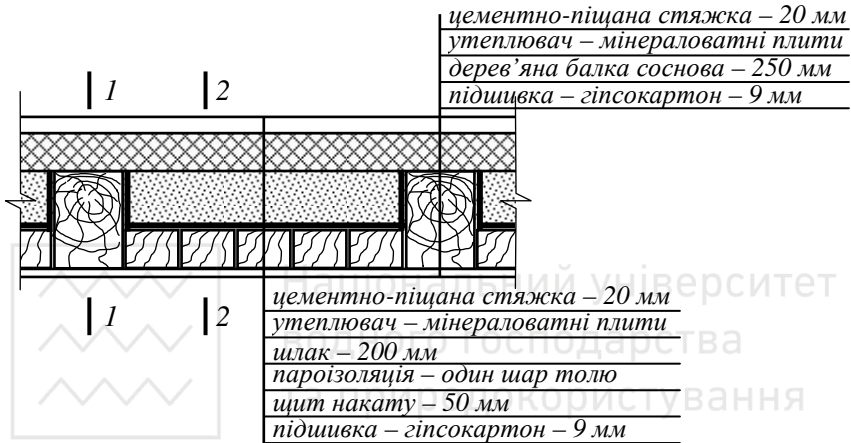 цементно-піщана стяжка – 20 мм
утеплювач – мінераловатні плити
дерев’яна балка соснова – 250 мм
підшивка – гіпсокартон – 9 мм
1 2
Національний університет
1 2
цементно-піщана стяжка – 20 мм
утеплювач – мінераловатні плити
водного господарства
шлак – 200 мм
пароізоляція – один шар толю
та природокористування
щит накату – 50 мм
підшивка – гіпсокартон – 9 мм